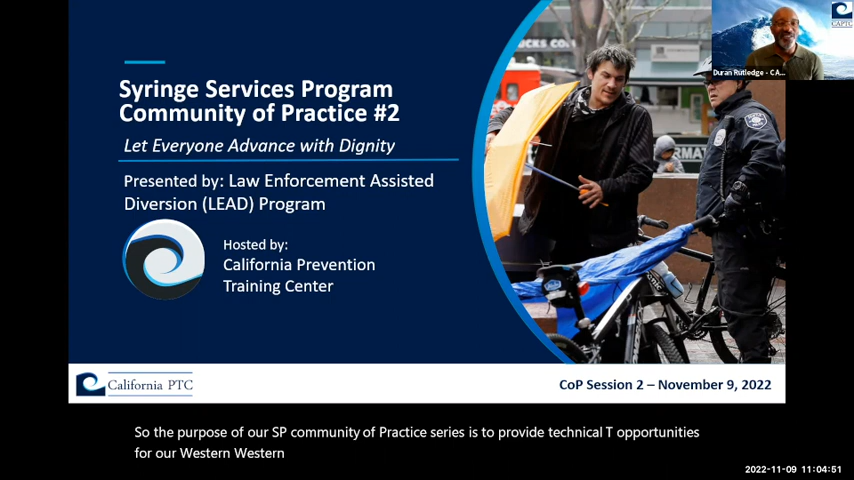 Syringe Services Program
Community of Practice #2
Let Everyone Advance with Dignity
Presented by: Law Enforcement Assisted
Diversion (LEAD) Program
Hosted by:
California Prevention
Training Center
California PTC
CoP Session 2 – November 9, 2022
Duran Rutledge - CA...
CAPTC
So the purpose of our SP community of Practice series is to provide technical T opportunities
for our Western Western
2022-11-09 11:04:51